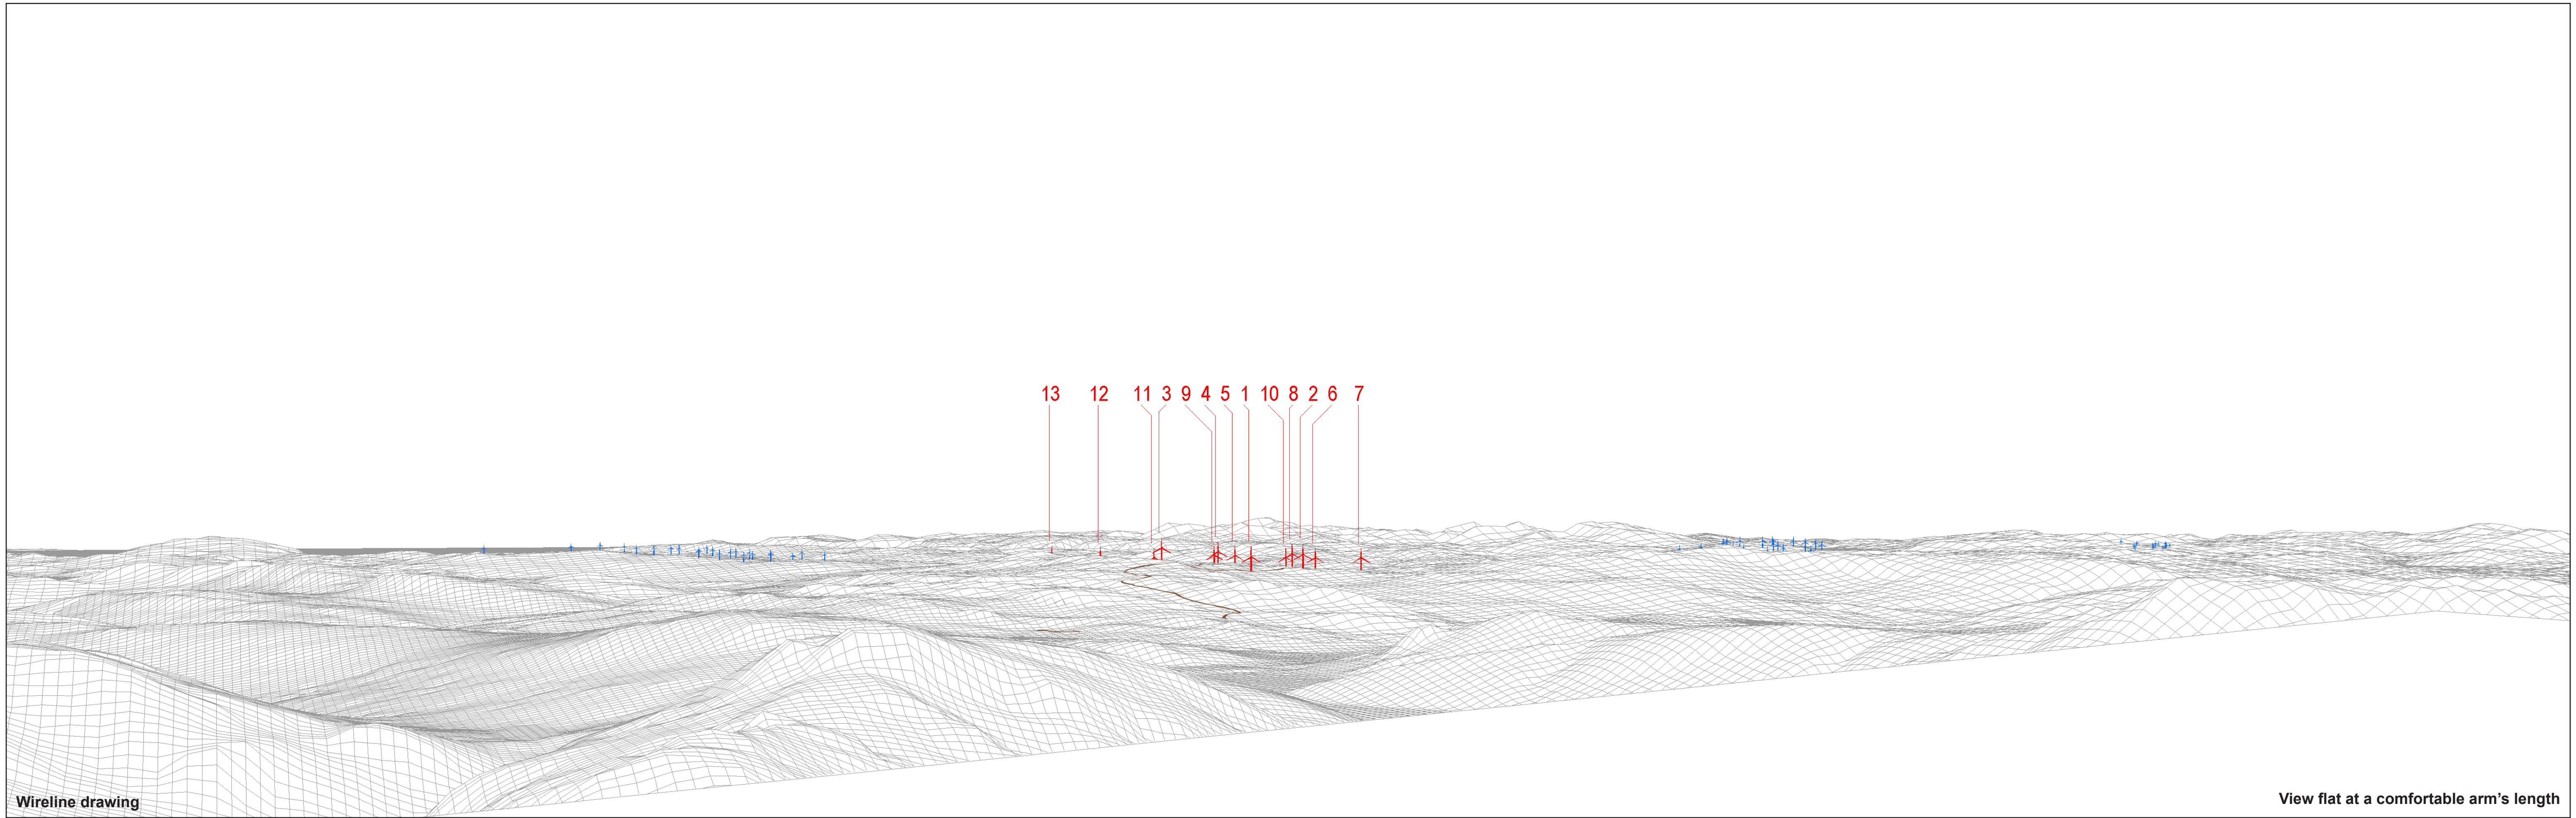 13 12 11 3 9 4 5 1 10 8 2 6 7
Wireline drawing
View flat at a comfortable arm’s length